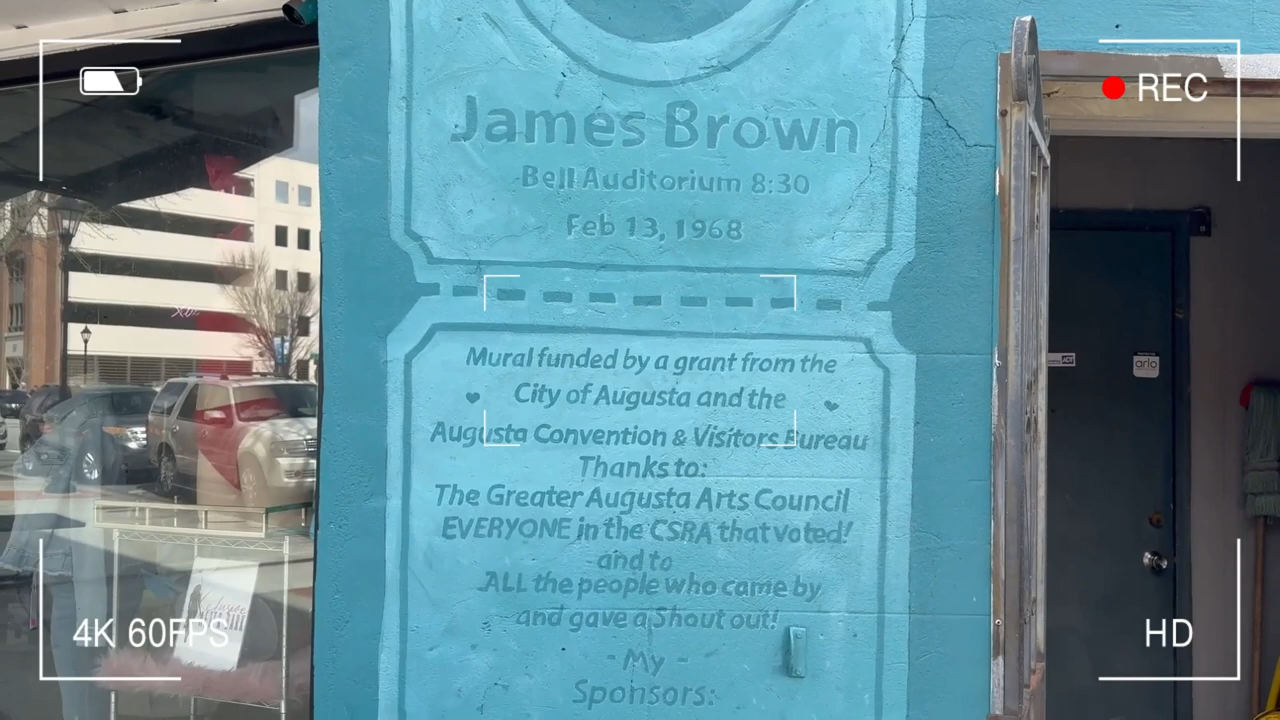 REC
James Brown
Bell Auditorium 8:30
Feb 13, 1968
Mural funded by a grant from the
City of Augusta and the
Augusta Convention & Visitors Bureau
Thanks to:
The Greater Augusta Arts Council
EVERYONE in the CSRA that voted!
and to
ALL the people who came by
and gave a Shout out!
- My -
Sponsors:
ADT
arlo
4K 60FPS
HD